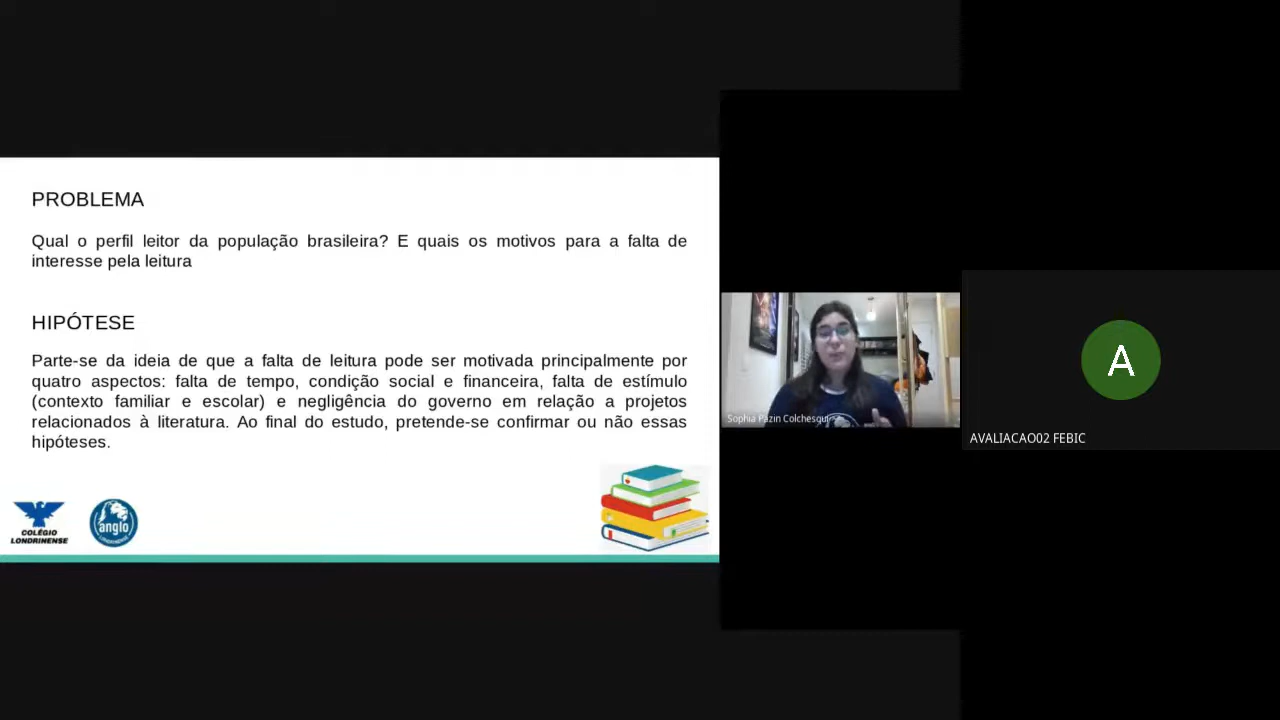 PROBLEMA
Qual o perfil leitor da população brasileira? E quais os motivos para a falta de
interesse pela leitura
HIPÓTESE
Parte-se da ideia de que a falta de leitura pode ser motivada principalmente por
quatro aspectos: falta de tempo, condição social e financeira, falta de estímulo
(contexto familiar e escolar) e negligência do governo em relação a projetos
relacionados à literatura. Ao final do estudo, pretende-se confirmar ou não essas
hipóteses.
COLÉGIO
LONDRINENSE
anglo
LONDRINENSE
Sophia Pazin Colchesqui
A
AVALIACAO02 FEBIC